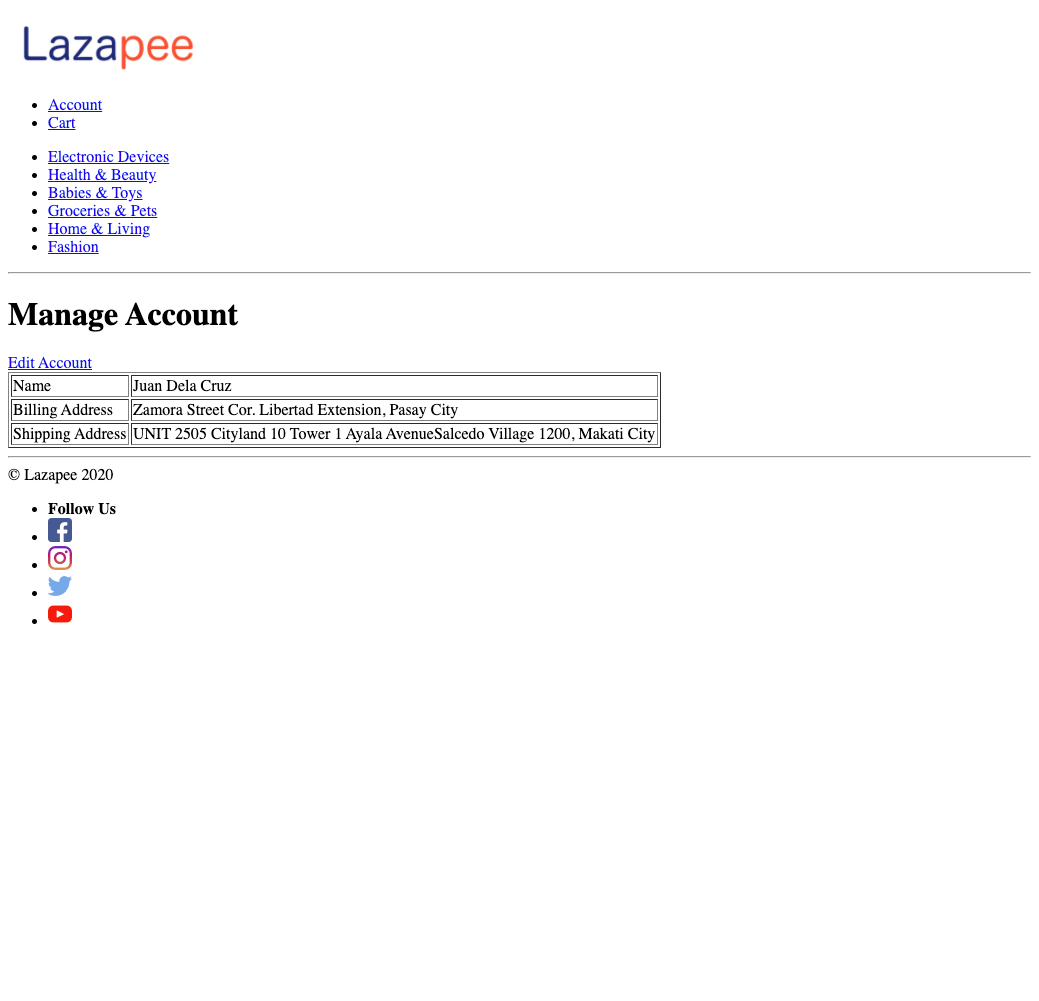 Lazapee
Account
Cart
Electronic Devices
Health & Beauty
Babies & Toys
Groceries & Pets
Home & Living
Fashion
Manage Account
Edit Account
Name Juan Dela Cruz
Billing Address Zamora Street Cor. Libertad Extension, Pasay City
Shipping Address UNIT 2505 Cityland 10 Tower 1 Ayala AvenueSalcedo Village 1200, Makati City
© Lazapee 2020
Follow Us